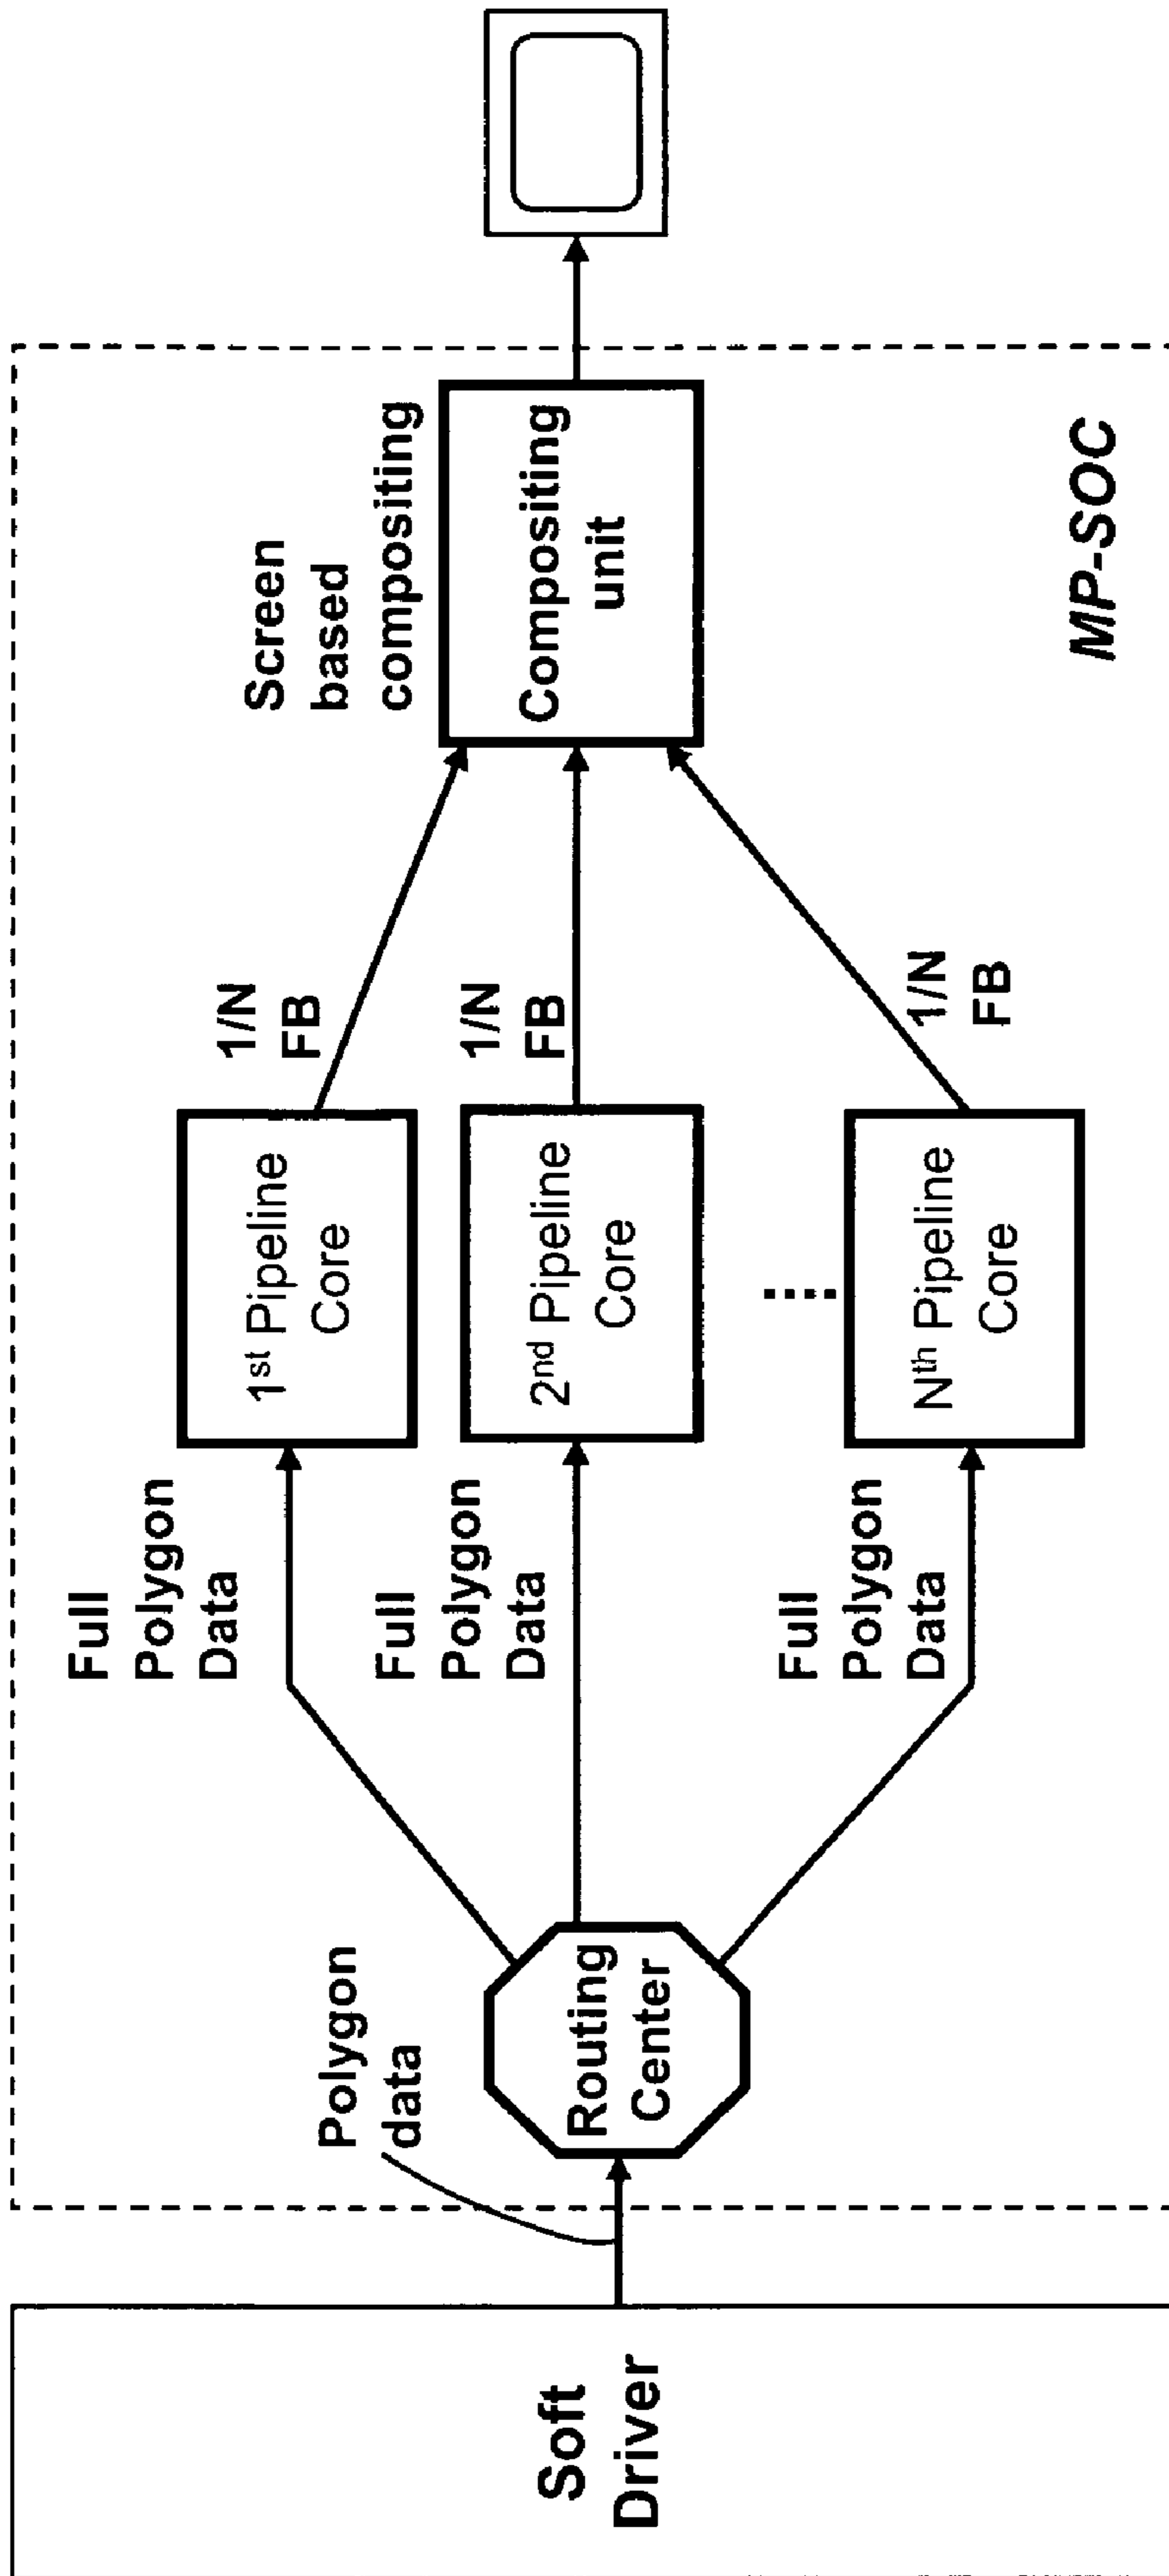 Soft
Driver
Polygon
data
Routing
Center
Full
Polygon
Data
Full
Polygon
Data
Full
Polygon
Data
1st Pipeline
Core
2nd Pipeline
Core
Nth Pipeline
Core
1/N
FB
1/N
FB
1/N
FB
Screen
based
compositing
Compositing
unit
MP-SOC